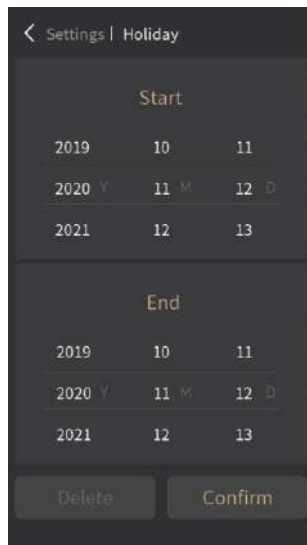 Settings | Holiday
Start
2019 10 11
2020 Y 11 M 12 D
2021 12 13
End
2019 10 11
2020 Y 11 M 12 D
2021 12 13
Delete Confirm